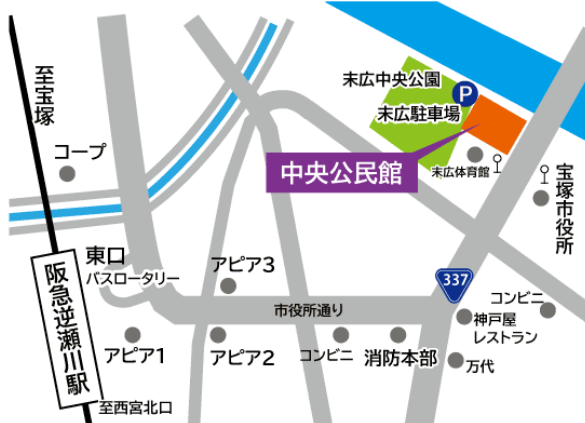 至宝塚
コープ
末広中央公園
P
末広駐車場
中央公民館
末広体育館
宝塚市役所
東口
バスロータリー
阪急逆瀬川駅
アピア3
市役所通り
337
コンビニ
神戸屋
レストラン
アピア1
アピア2
コンビニ
消防本部
万代
至西宮北口